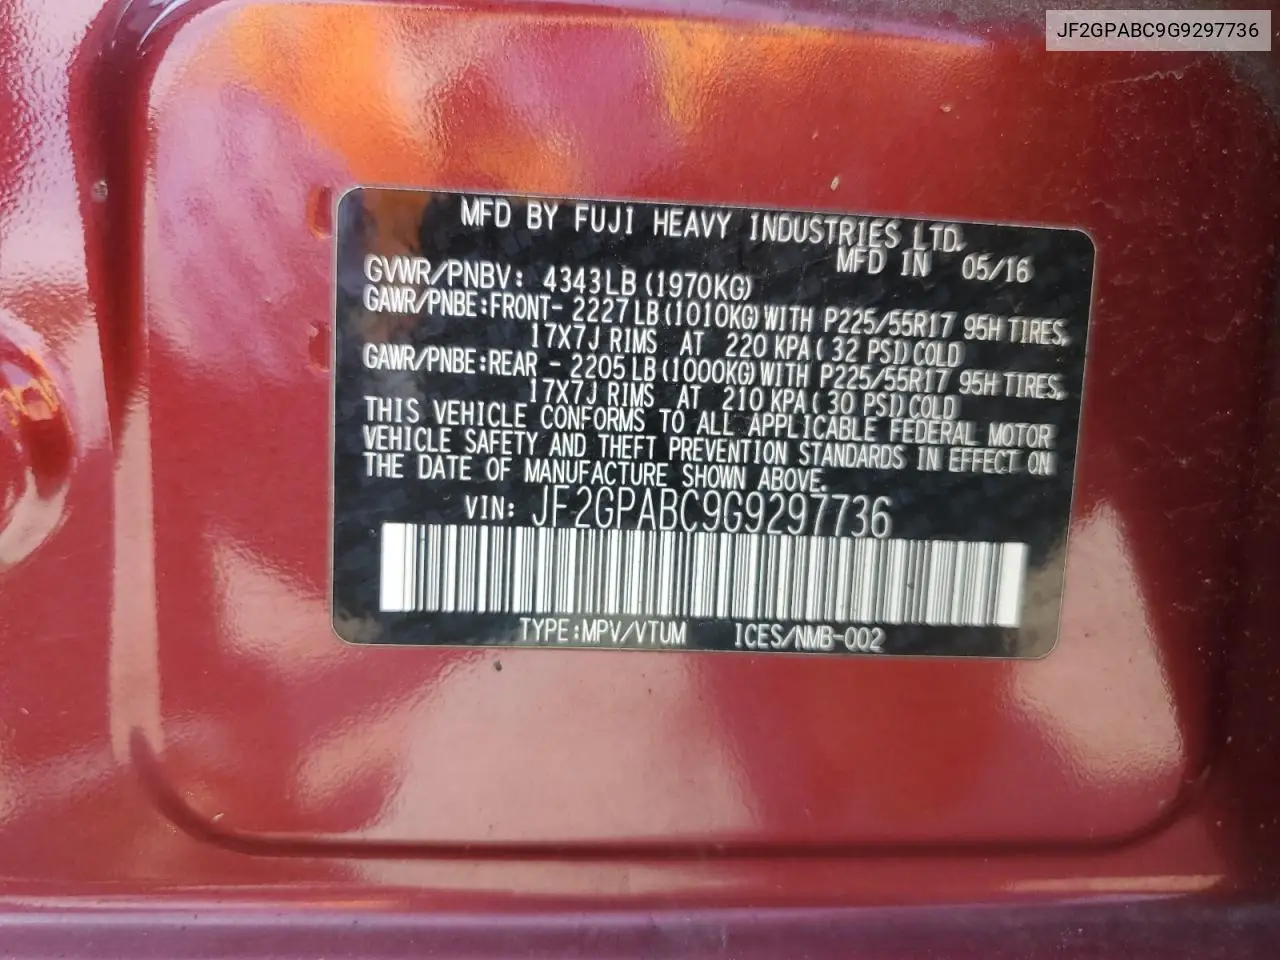 JF2GPABC9G9297736
MFD BY FUJI HEAVY INDUSTRIES LTD.
MFD IN 05/16
GVWR/PNBV: 4343LB (1970KG)
GAWR/PNBE:FRONT- 2227LB(1010KG)WITH P225/55R17 95H TIRES,
17X7J RIMS AT 220 KPA( 32 PSI)COLD
GAWR/PNBE:REAR - 2205LB(1000KG)WITH P225/55R17 95H TIRES,
17X7J RIMS AT 210 KPA( 30 PSI)COLD
THIS VEHICLE CONFORMS TO ALL APPLICABLE FEDERAL MOTOR
VEHICLE SAFETY AND THEFT PREVENTION STANDARDS IN EFFECT ON
THE DATE OF MANUFACTURE SHOWN ABOVE.
VIN: JF2GPABC9G9297736
TYPE:MPV/VTUM ICES/NMB-002